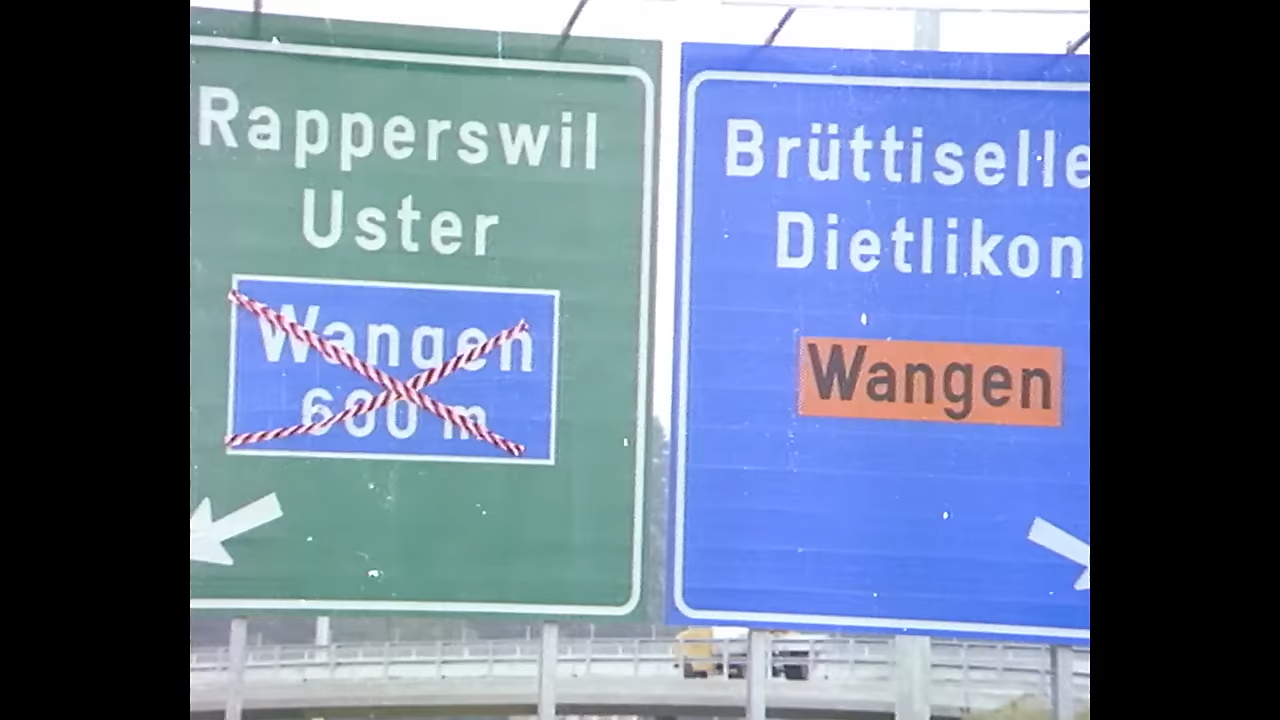 Rapperswil
Uster
Wangen
600 m
Brüttiselle
Dietlikon
Wangen